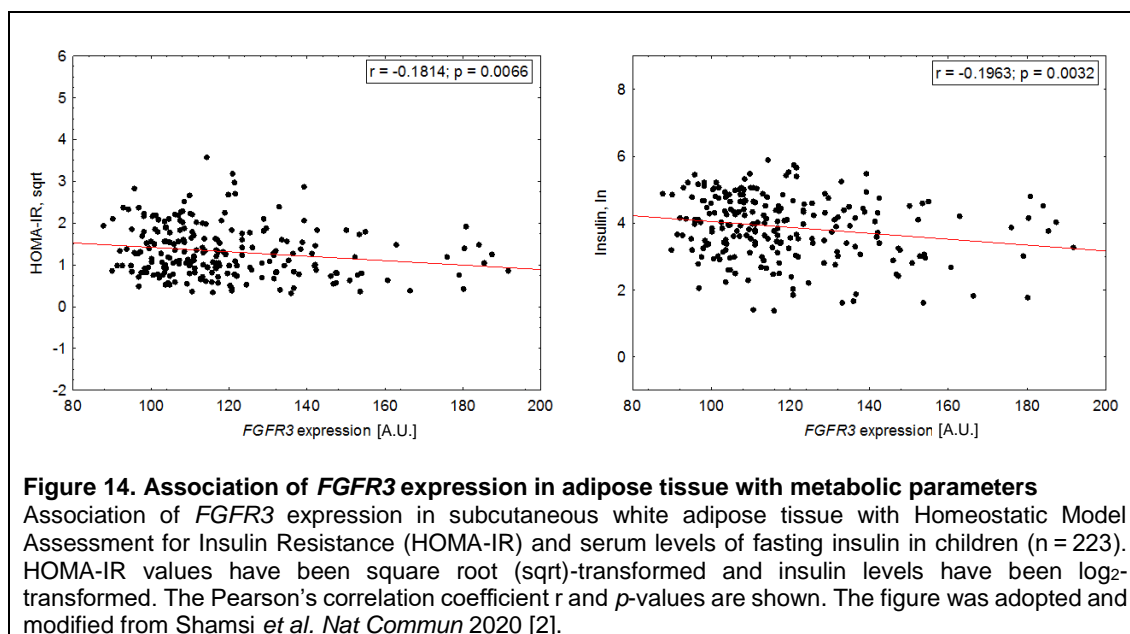 r = -0.1814; p = 0.0066
6
5
4
3
2
1
0
-1
-2
HOMA-IR, sqrt
80 100 120 140 160 180 200
FGFR3 expression [A.U.]
r = -0.1963; p = 0.0032
8
6
4
2
0
Insulin, ln
80 100 120 140 160 180 200
FGFR3 expression [A.U.]
Figure 14. Association of FGFR3 expression in adipose tissue with metabolic parameters
Association of FGFR3 expression in subcutaneous white adipose tissue with Homeostatic Model
Assessment for Insulin Resistance (HOMA-IR) and serum levels of fasting insulin in children (n = 223).
HOMA-IR values have been square root (sqrt)-transformed and insulin levels have been log₂-
transformed. The Pearson's correlation coefficient r and p-values are shown. The figure was adopted and
modified from Shamsi et al. Nat Commun 2020 [2].